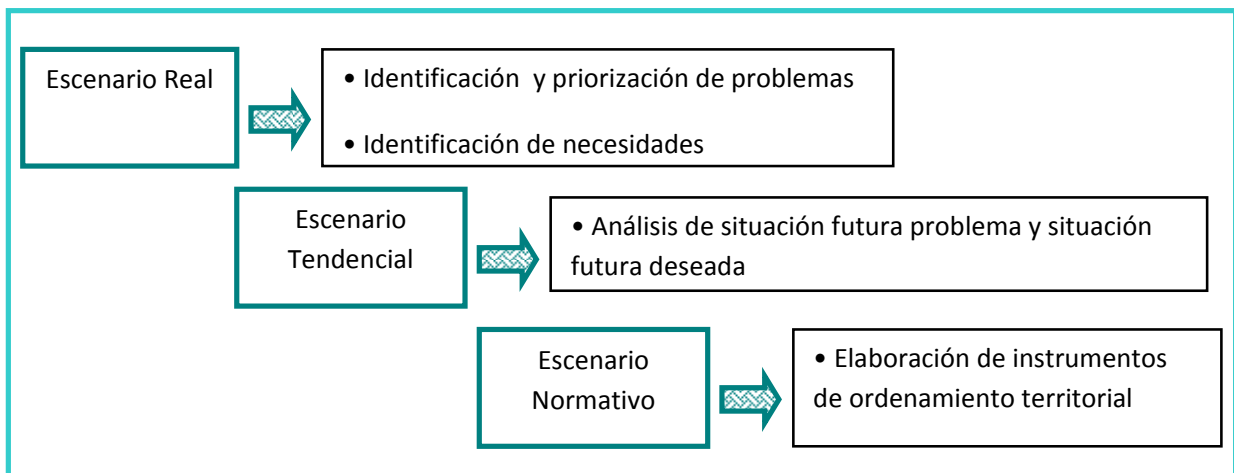 Escenario Real
• Identificación y priorización de problemas
• Identificación de necesidades
Escenario
Tendencial
• Análisis de situación futura problema y situación
futura deseada
Escenario
Normativo
• Elaboración de instrumentos
de ordenamiento territorial